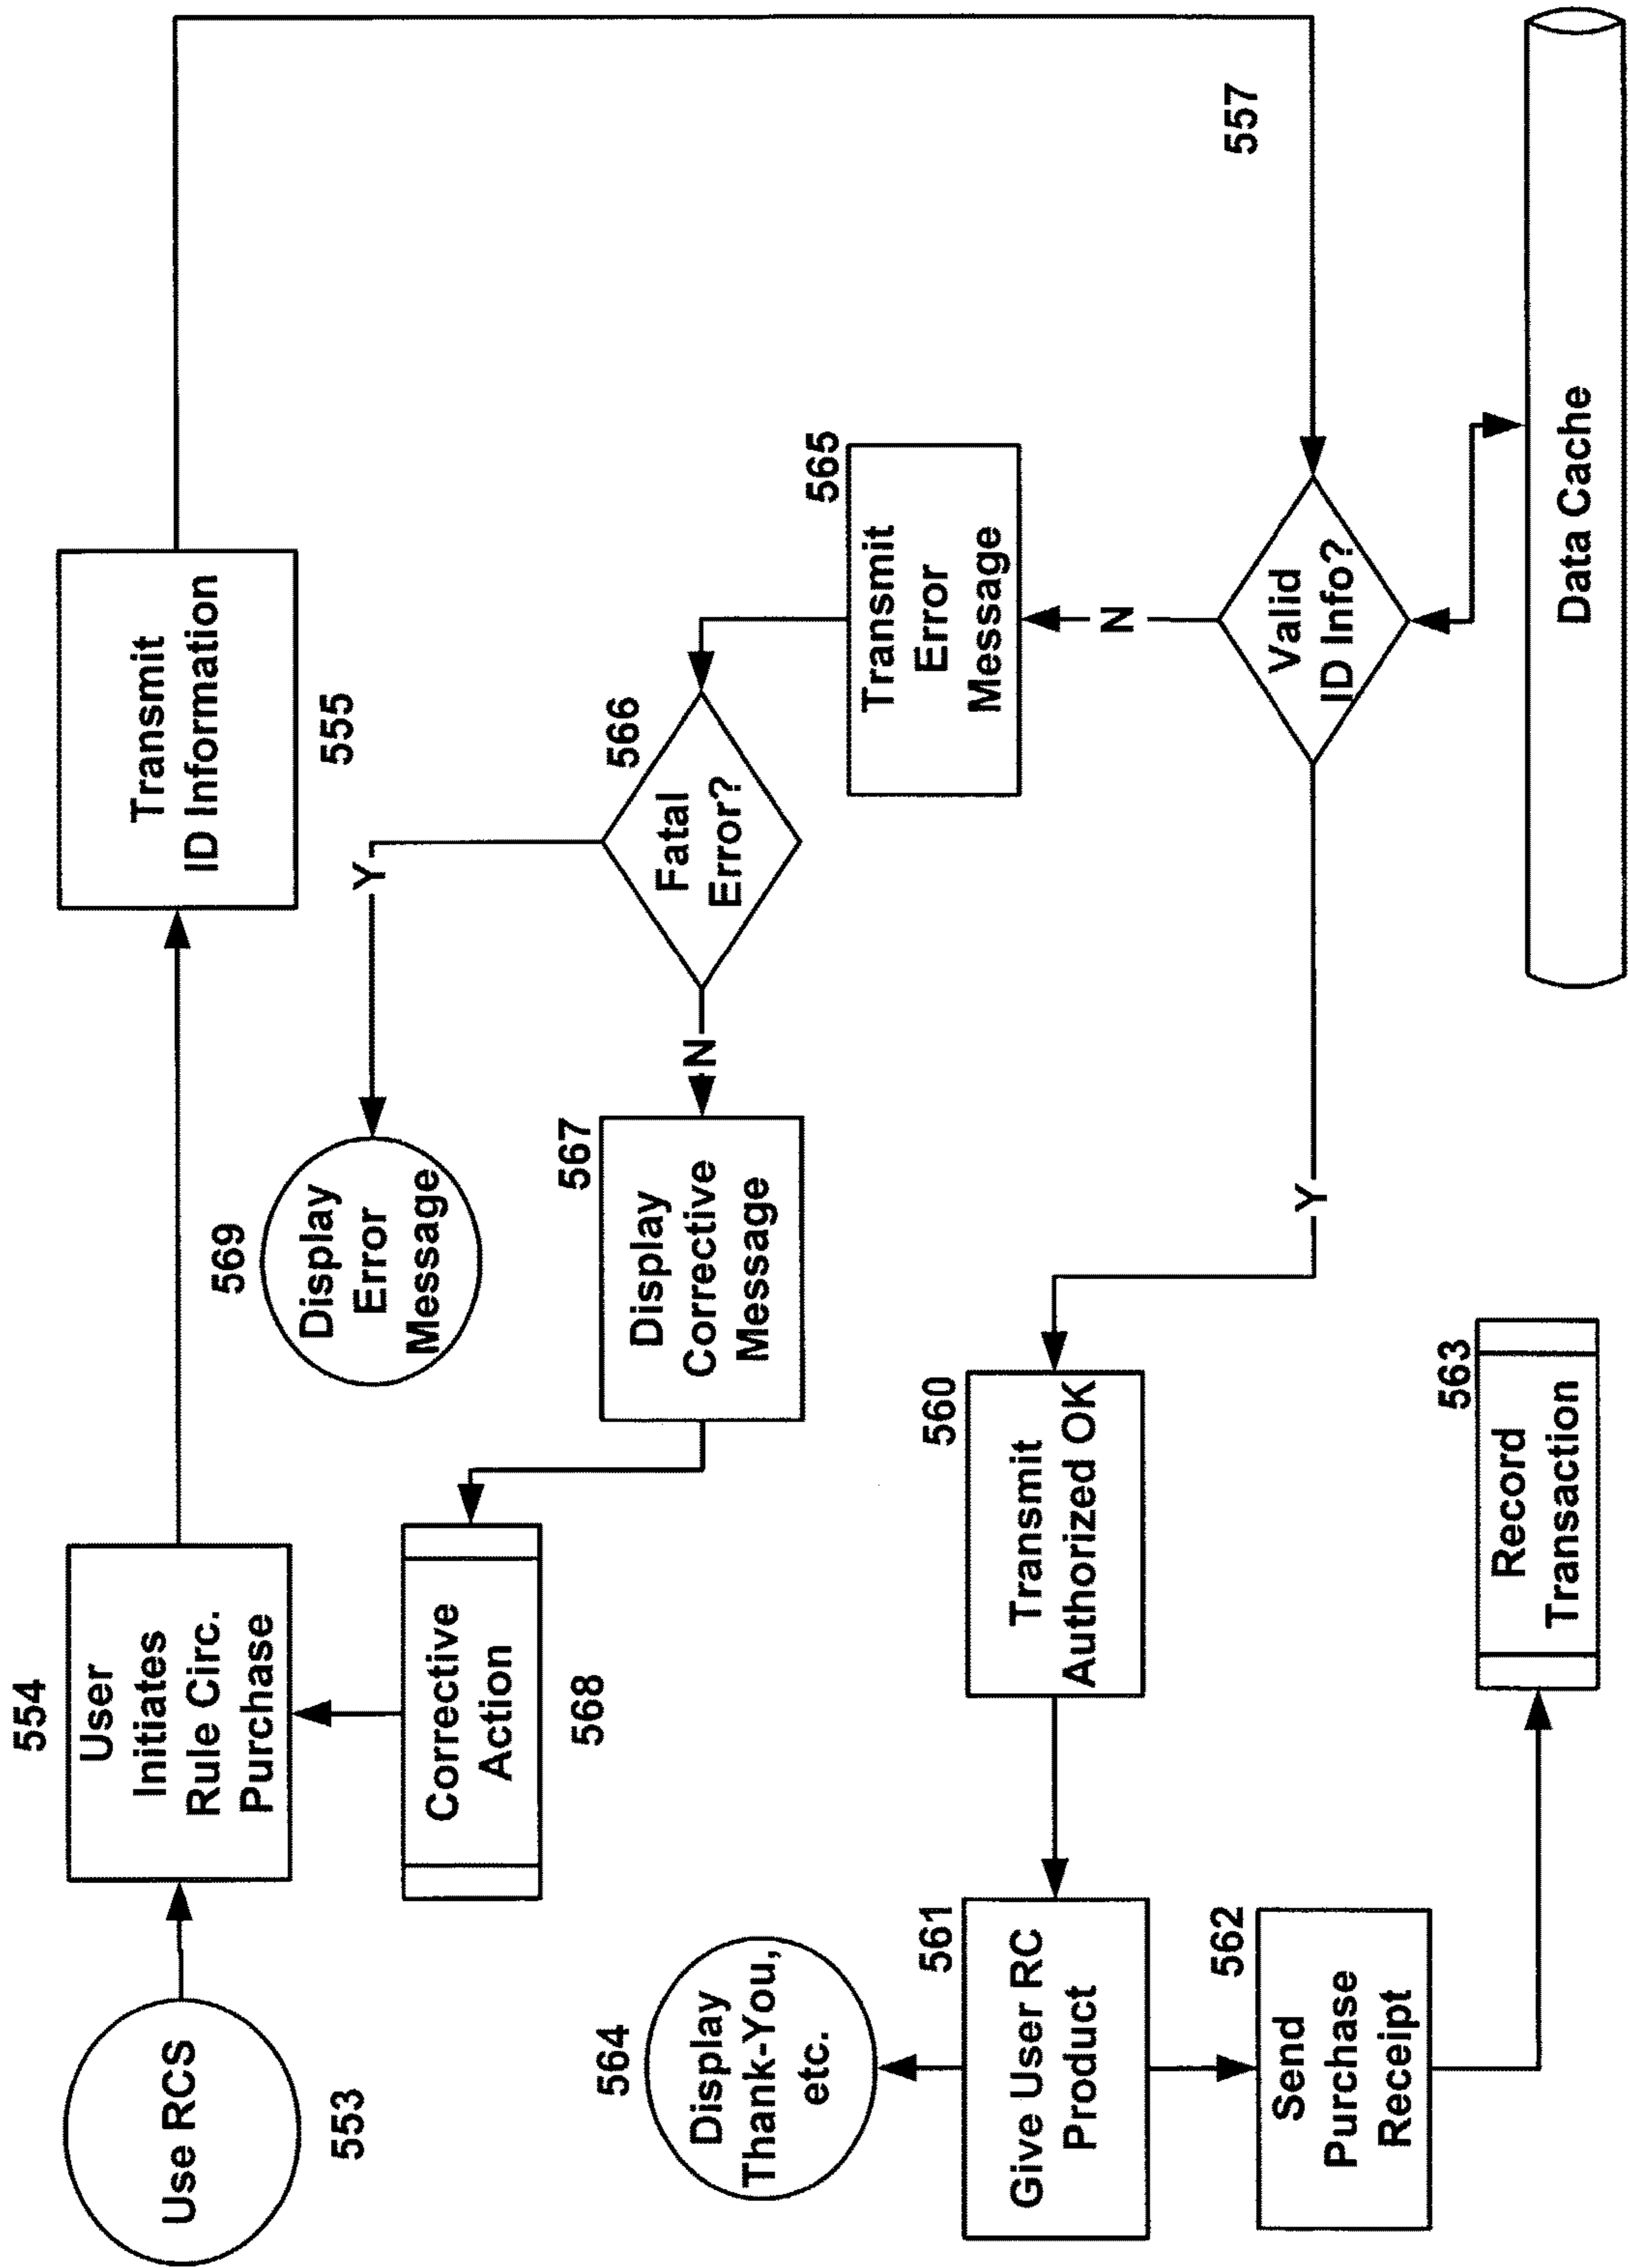 554
User
Initiates
Rule Circ.
Purchase
Use RCS
553
Transmit
ID Information
555
569
Display
Error
Message
Y
Corrective
Action
568
567
Display
Corrective
Message
N
566
Fatal
Error?
565
Transmit
Error
Message
N
557
Valid
ID Info?
Y
564
Display
Thank-You,
etc.
561
Give User RC
Product
560
Transmit
Authorized OK
562
Send
Purchase
Receipt
563
Record
Transaction
Data Cache